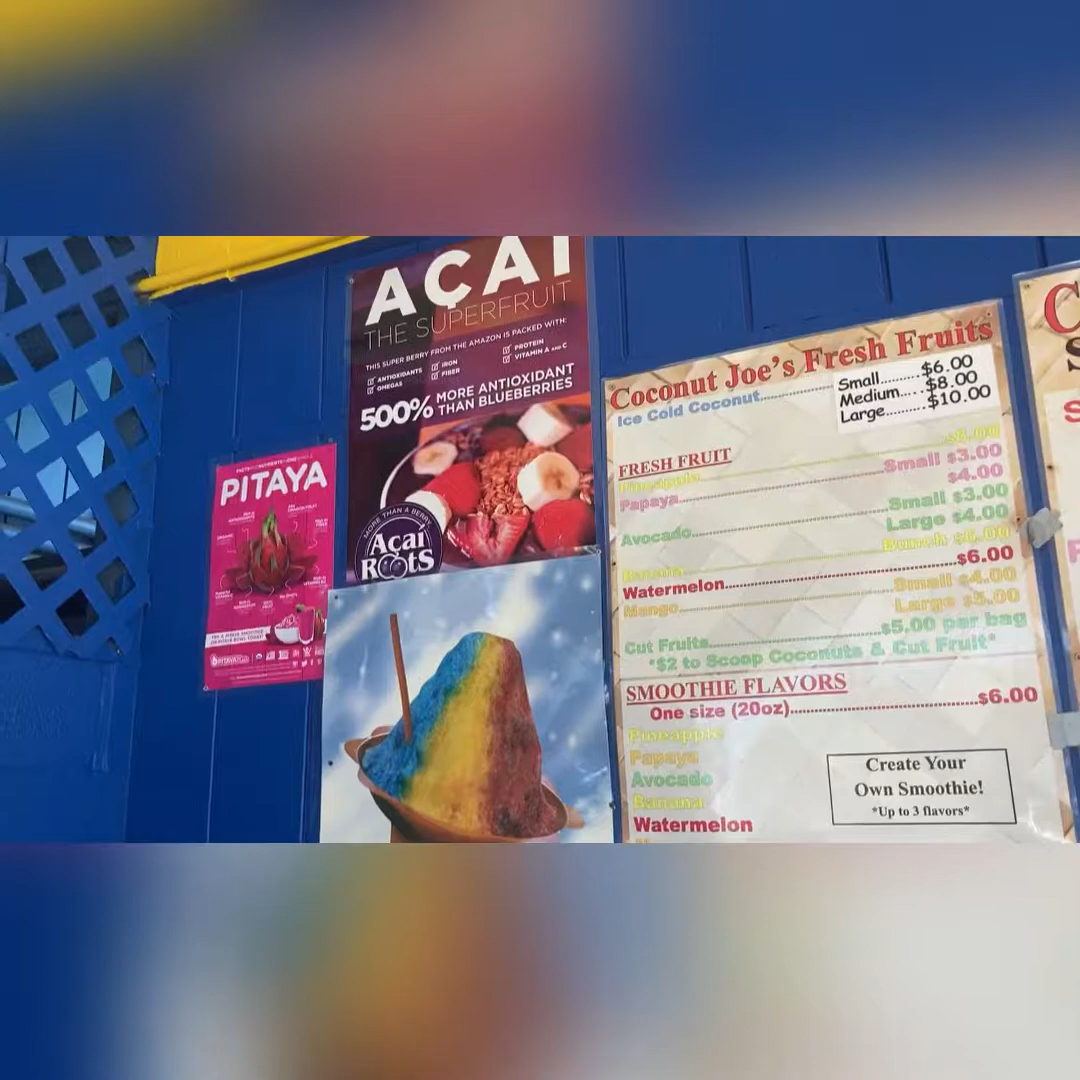 AÇAI
THE SUPERFRUIT
THIS SUPER BERRY FROM THE AMAZON IS PACKED WITH:
ANTIOXIDANTS
OMEGAS
IRON
FIBER
PROTEIN
VITAMIN A AND C
500% MORE ANTIOXIDANT
THAN BLUEBERRIES
MORE THAN A BERRY
Açaí
ROOTS
PITAYA
Coconut Joe's Fresh Fruits
Ice Cold Coconut
Small..........$6.00
Medium.....$8.00
Large.........$10.00
FRESH FRUIT
Pineapple
Papaya Small $3.00
$4.00
Avocado Small $3.00
Large $4.00
Banana Bunch
Watermelon $6.00
Mango Small $4.00
Large $5.00
Cut Fruits $5.00 per bag
*$2 to Scoop Coconuts & Cut Fruit*
SMOOTHIE FLAVORS
One size (20oz) $6.00
Pineapple
Papaya
Avocado
Banana
Watermelon
Create Your
Own Smoothie!
*Up to 3 flavors*